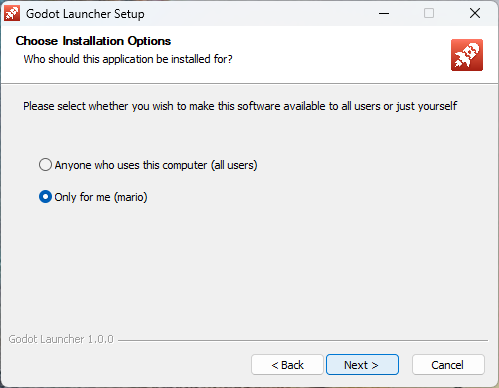 Godot Launcher Setup
Choose Installation Options
Who should this application be installed for?
Please select whether you wish to make this software available to all users or just yourself
Anyone who uses this computer (all users)
Only for me (mario)
Godot Launcher 1.0.0
< Back
Next >
Cancel